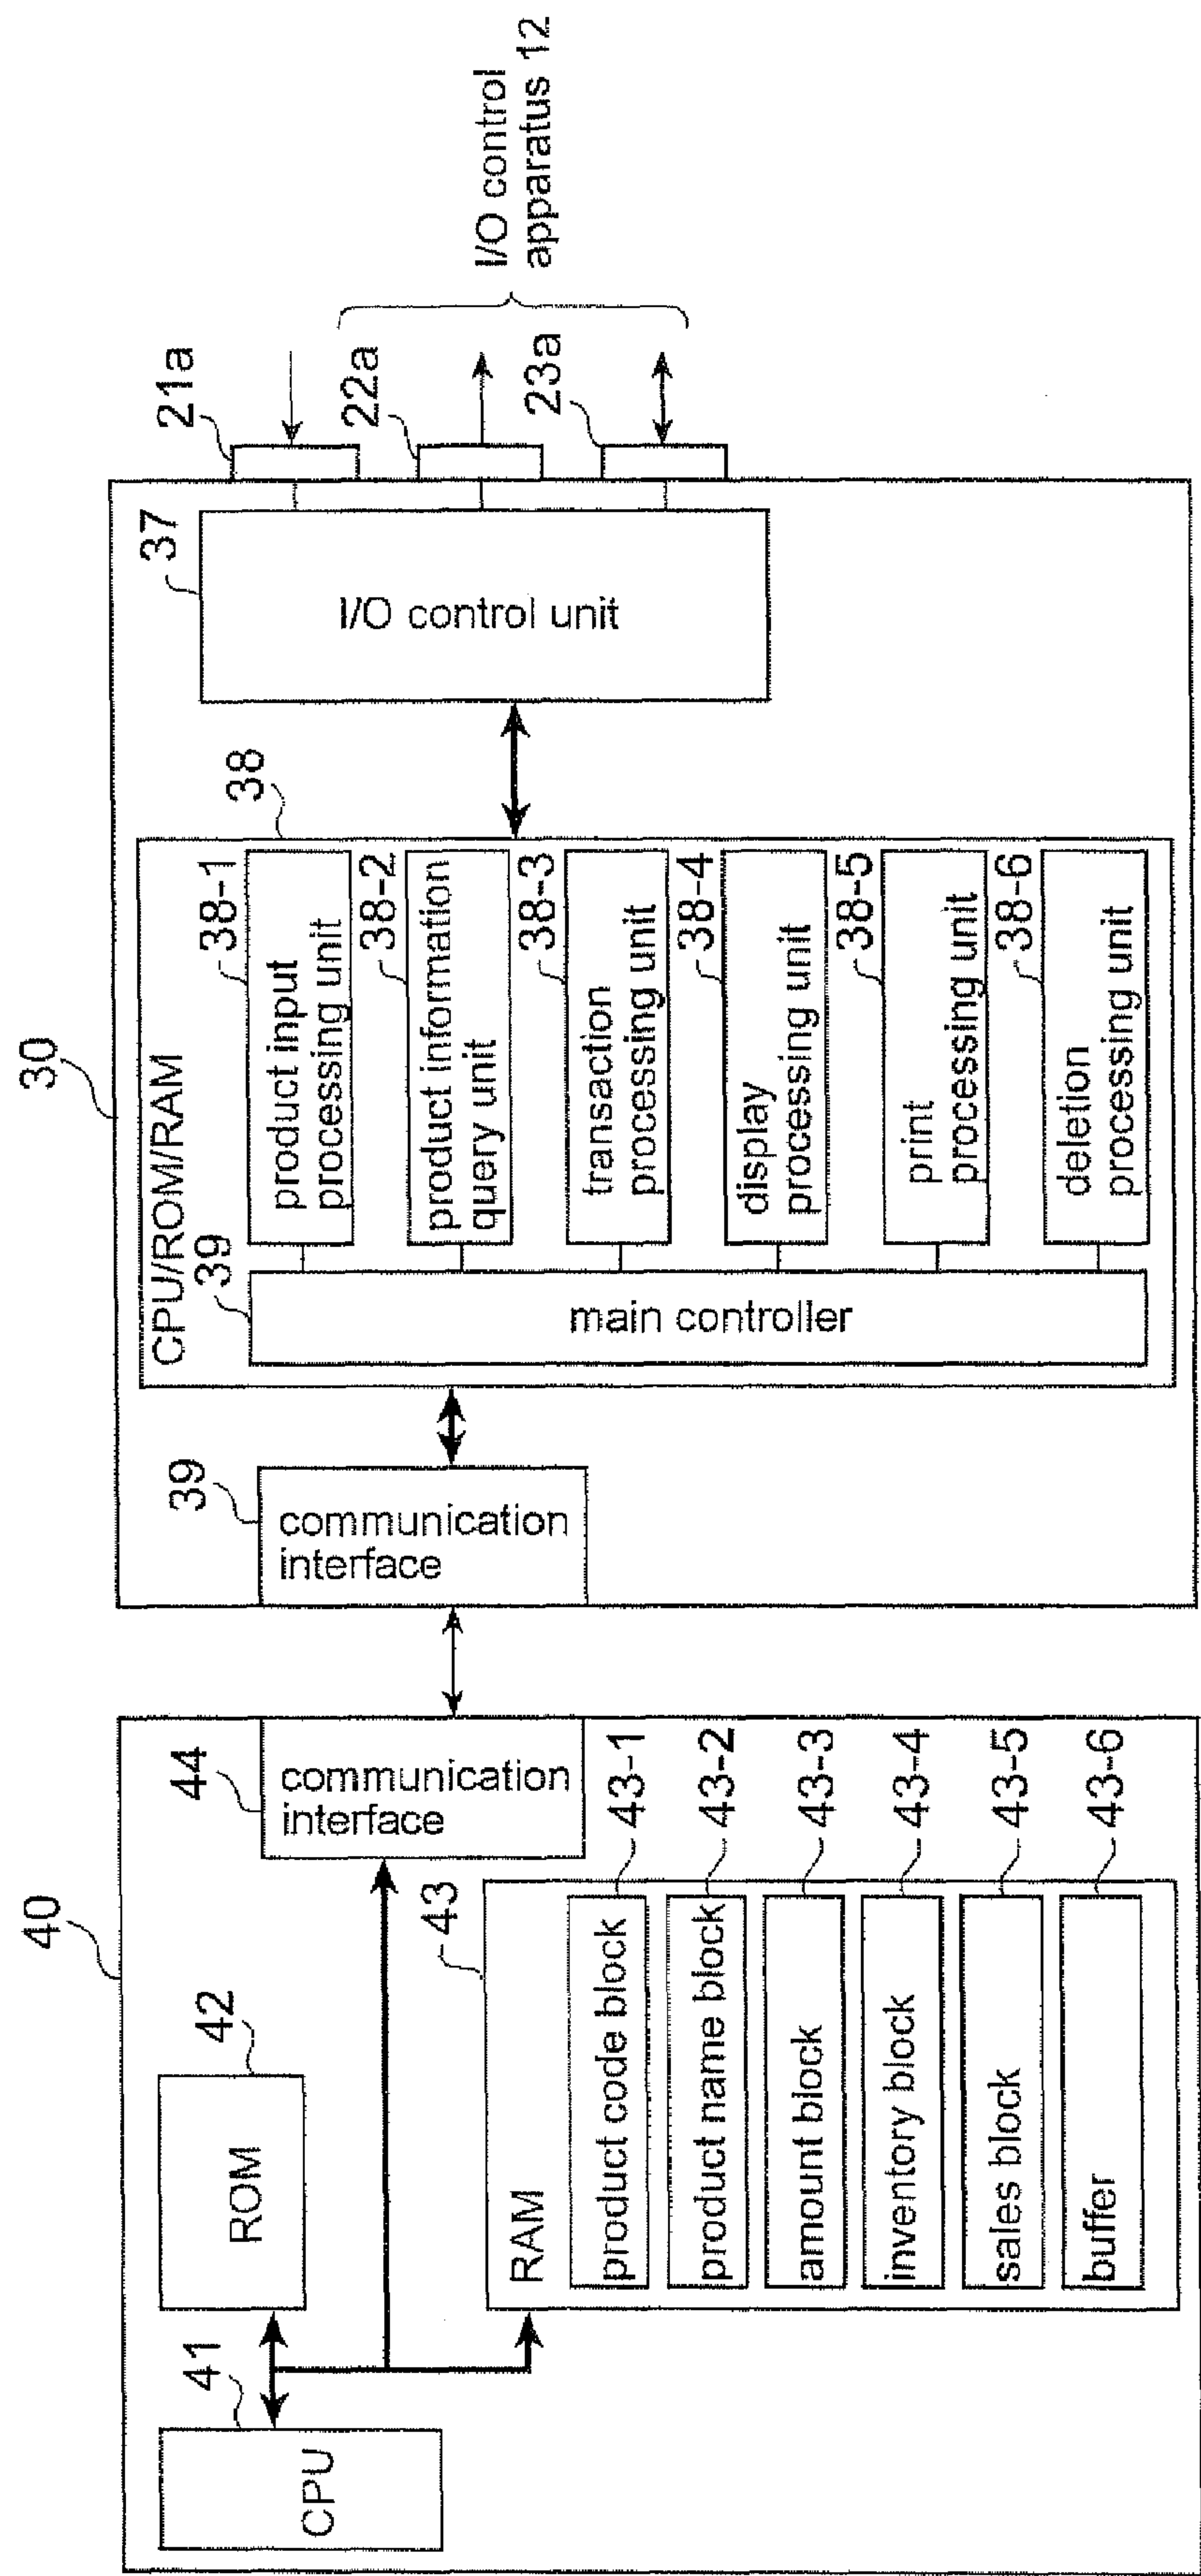 40
41
CPU
42
ROM
44
communication
interface
43
RAM
product code block
43-1
product name block
43-2
amount block
43-3
inventory block
43-4
sales block
43-5
buffer
43-6
30
39
communication
interface
CPU/ROM/RAM
38
39
main controller
38-1
product input
processing unit
38-2
product information
query unit
38-3
transaction
processing unit
38-4
display
processing unit
38-5
print
processing unit
38-6
deletion
processing unit
37
I/O control unit
21a
22a
23a
I/O control
apparatus 12